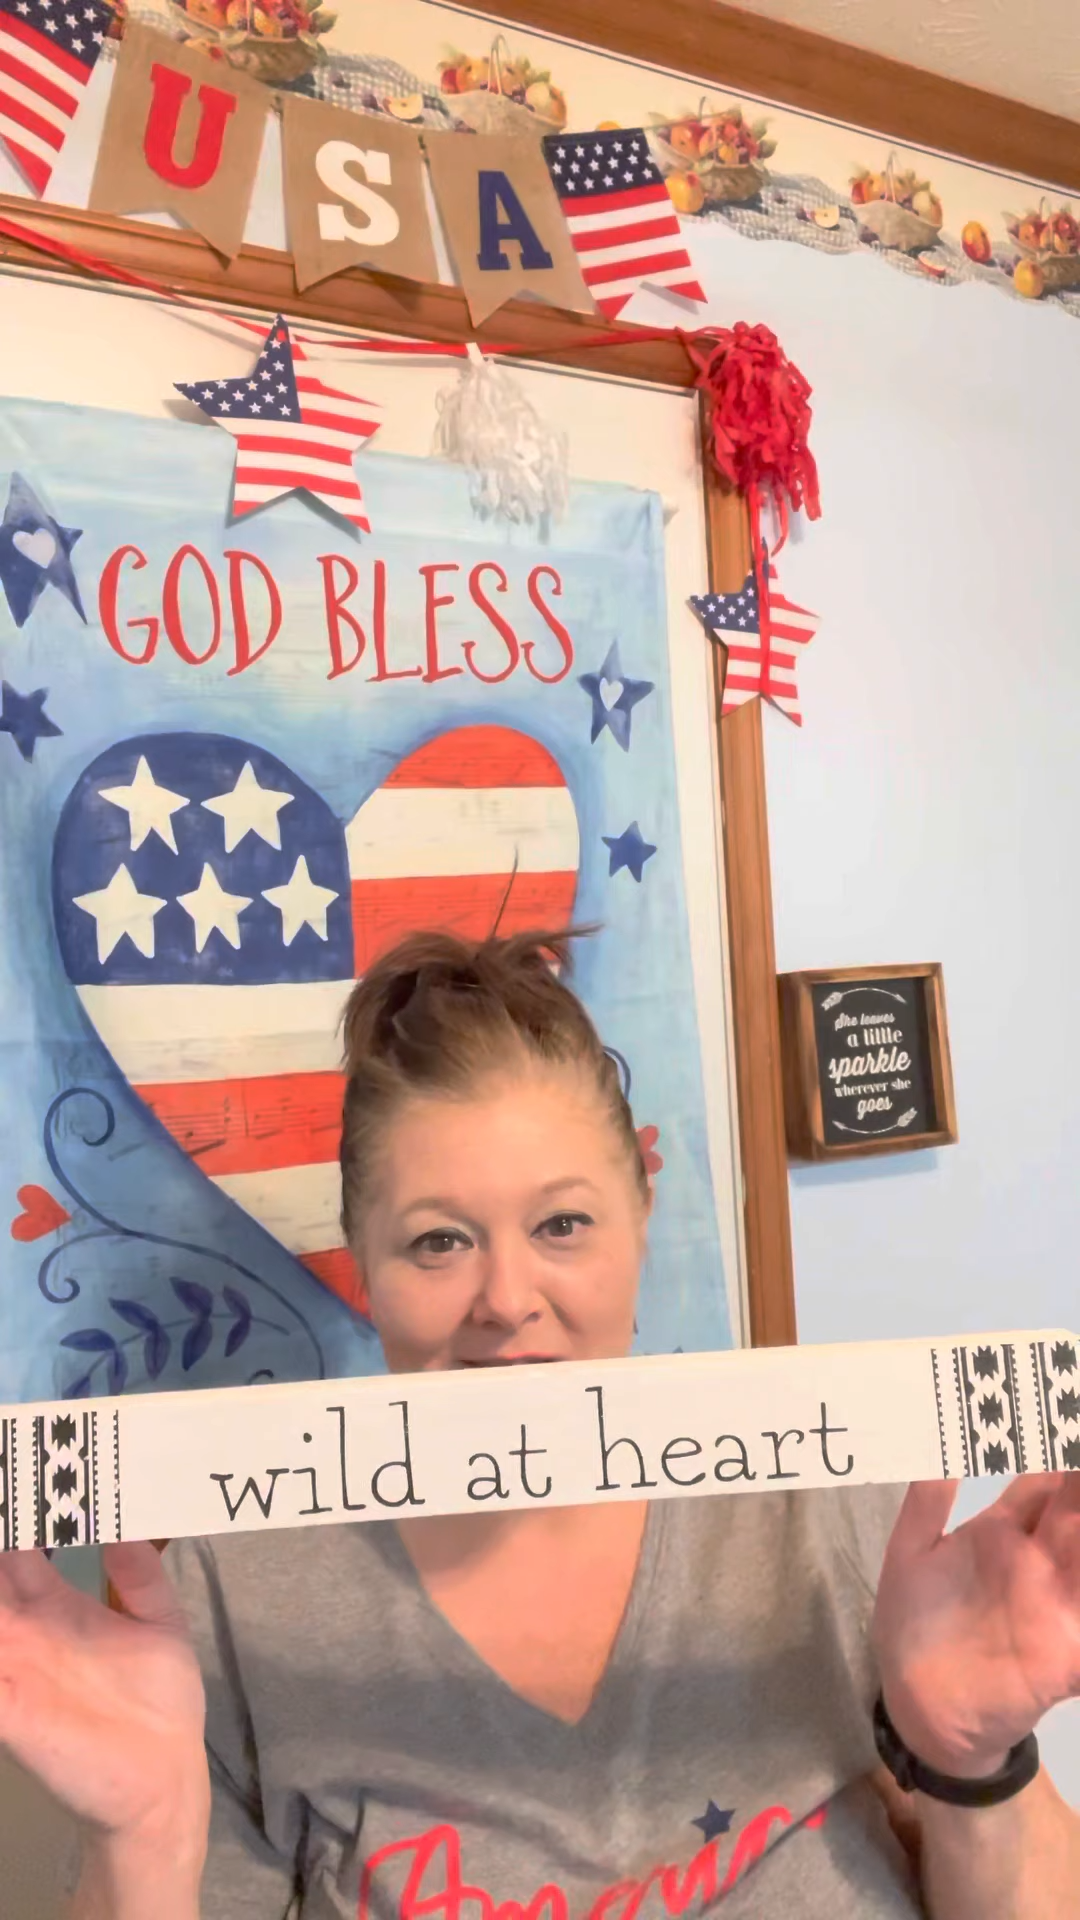 USA
GOD BLESS
She leaves
a little
sparkle
wherever she
goes
wild at heart